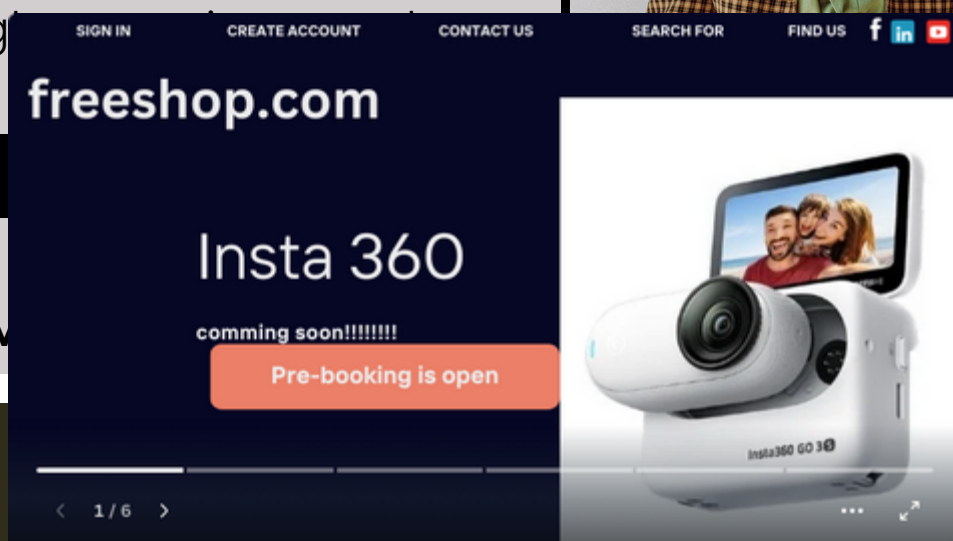 SIGN IN CREATE ACCOUNT CONTACT US SEARCH FOR FIND US f in
freeshop.com
Insta 360
comming soon!!!!!!!!
Pre-booking is open
Insta360 GO 3S
1 / 6